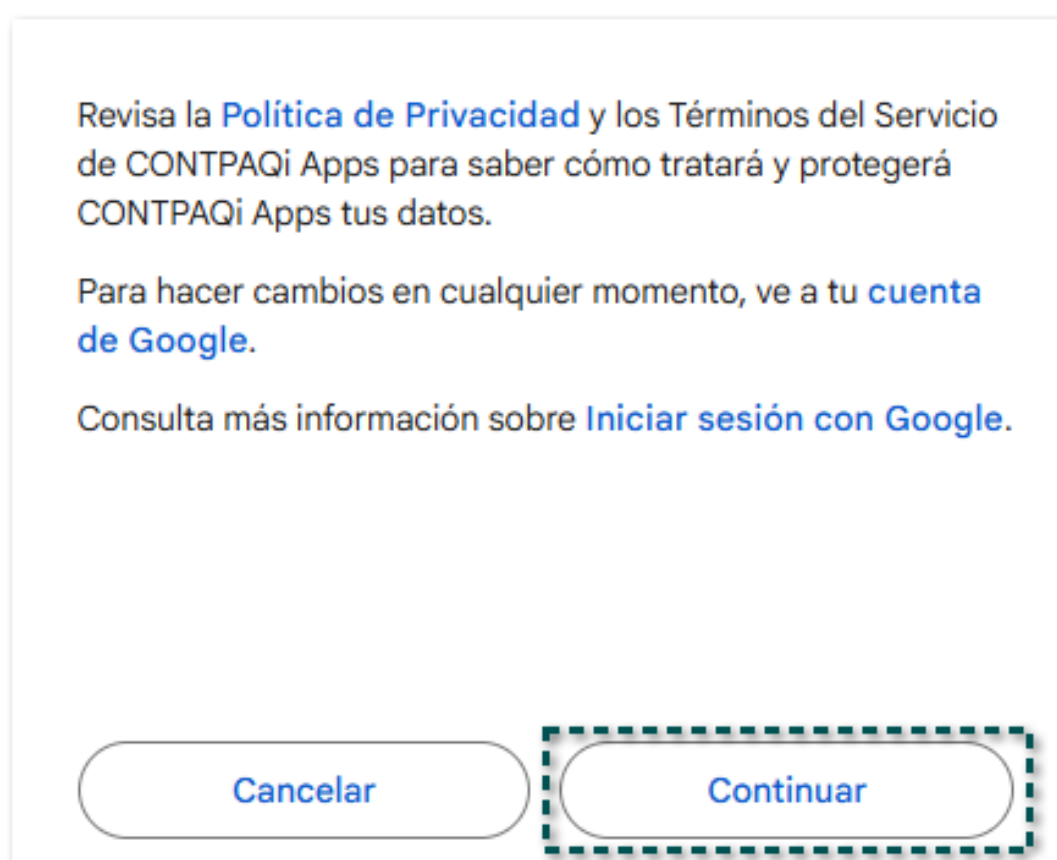 Revisa la Política de Privacidad y los Términos del Servicio
de CONTPAQi Apps para saber cómo tratará y protegerá
CONTPAQi Apps tus datos.
Para hacer cambios en cualquier momento, ve a tu cuenta
de Google.
Consulta más información sobre Iniciar sesión con Google.
Cancelar
Continuar